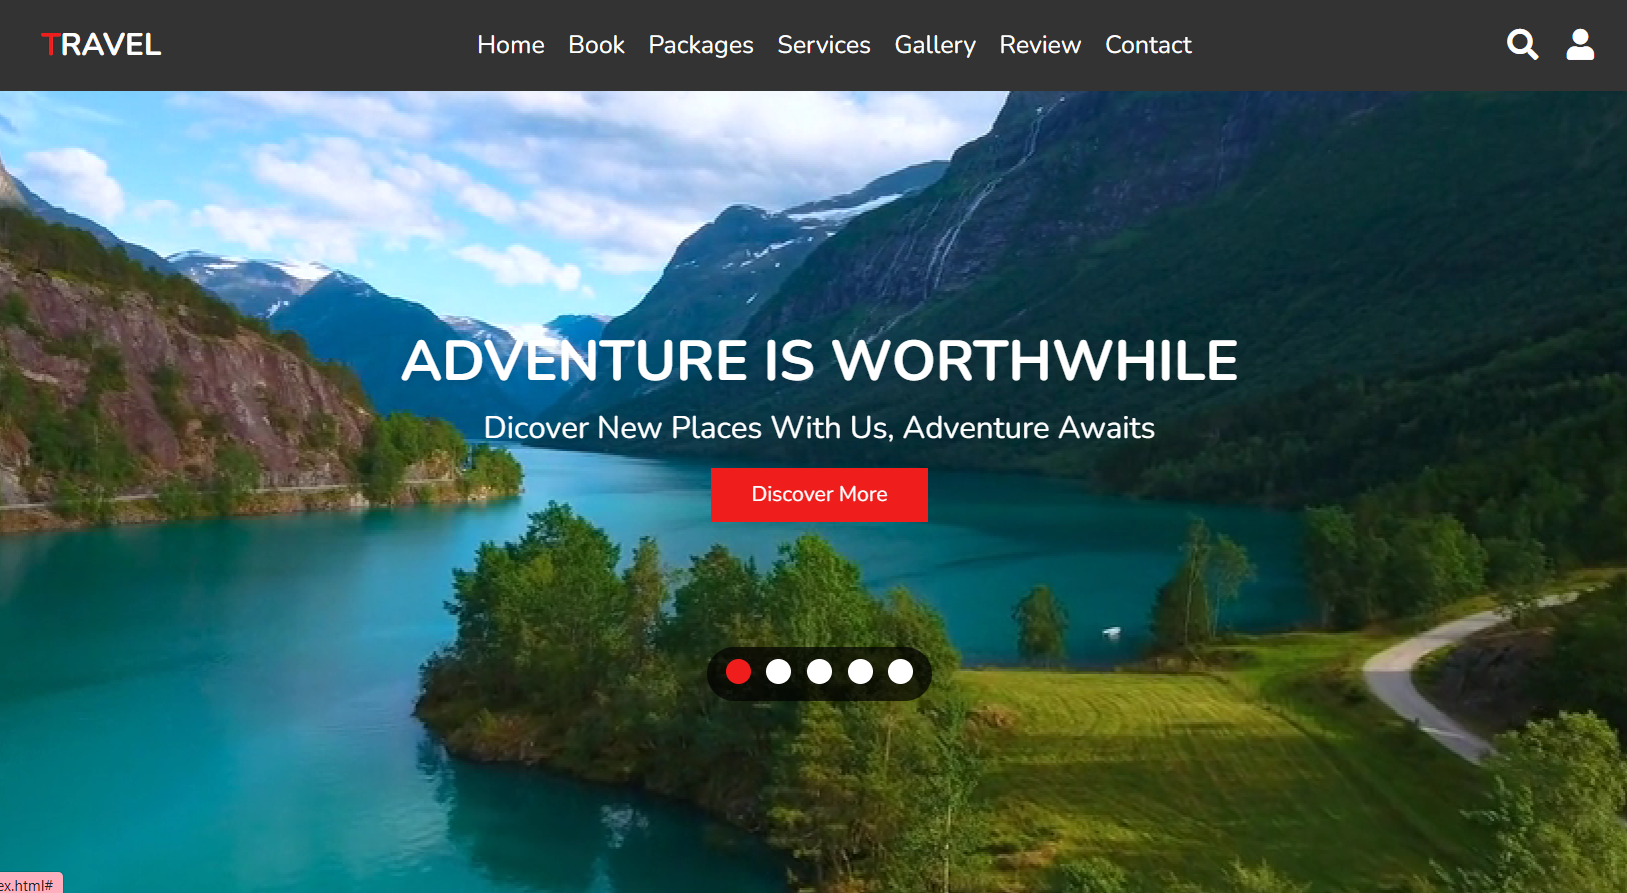 TRAVEL
Home Book Packages Services Gallery Review Contact
ADVENTURE IS WORTHWHILE
Dicover New Places With Us, Adventure Awaits
Discover More
ex.html#